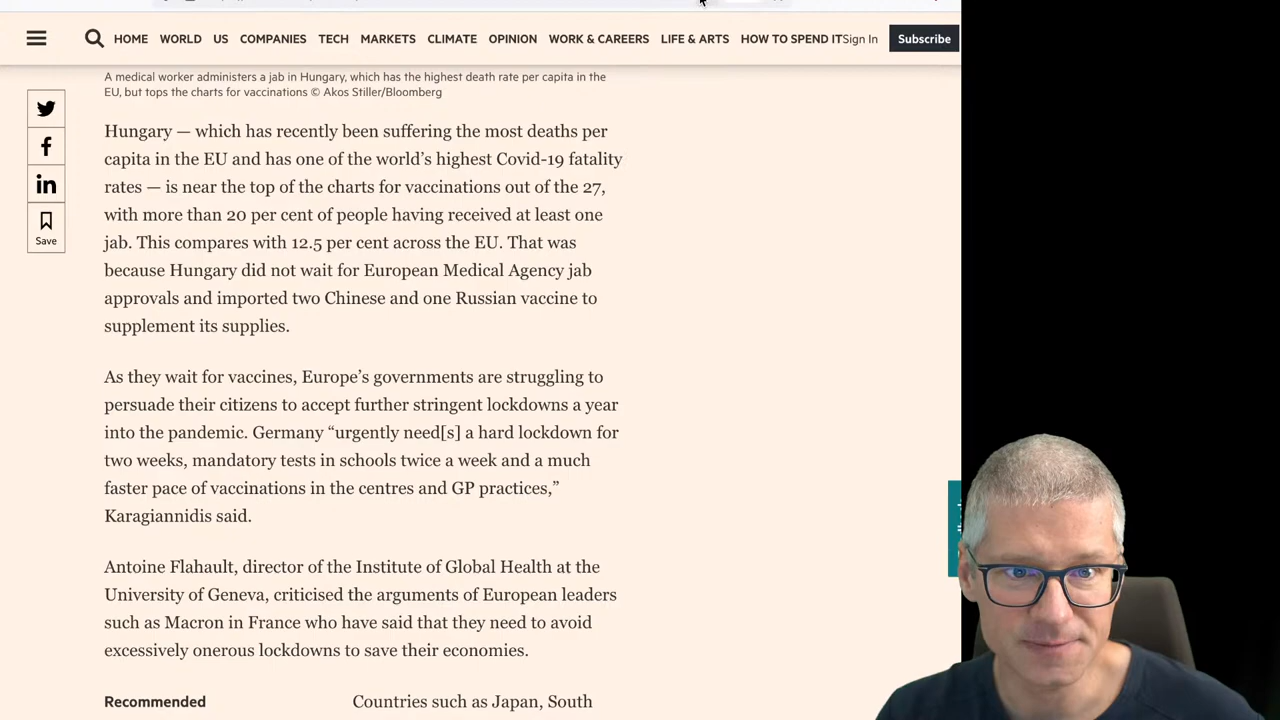 HOME WORLD US COMPANIES TECH MARKETS CLIMATE OPINION WORK & CAREERS LIFE & ARTS HOW TO SPEND IT Sign In Subscribe
A medical worker administers a jab in Hungary, which has the highest death rate per capita in the
EU, but tops the charts for vaccinations © Akos Stiller/Bloomberg
Save
Hungary — which has recently been suffering the most deaths per
capita in the EU and has one of the world’s highest Covid-19 fatality
rates — is near the top of the charts for vaccinations out of the 27,
with more than 20 per cent of people having received at least one
jab. This compares with 12.5 per cent across the EU. That was
because Hungary did not wait for European Medical Agency jab
approvals and imported two Chinese and one Russian vaccine to
supplement its supplies.
As they wait for vaccines, Europe’s governments are struggling to
persuade their citizens to accept further stringent lockdowns a year
into the pandemic. Germany “urgently need[s] a hard lockdown for
two weeks, mandatory tests in schools twice a week and a much
faster pace of vaccinations in the centres and GP practices,”
Karagiannidis said.
Antoine Flahault, director of the Institute of Global Health at the
University of Geneva, criticised the arguments of European leaders
such as Macron in France who have said that they need to avoid
excessively onerous lockdowns to save their economies.
Recommended
Countries such as Japan, South